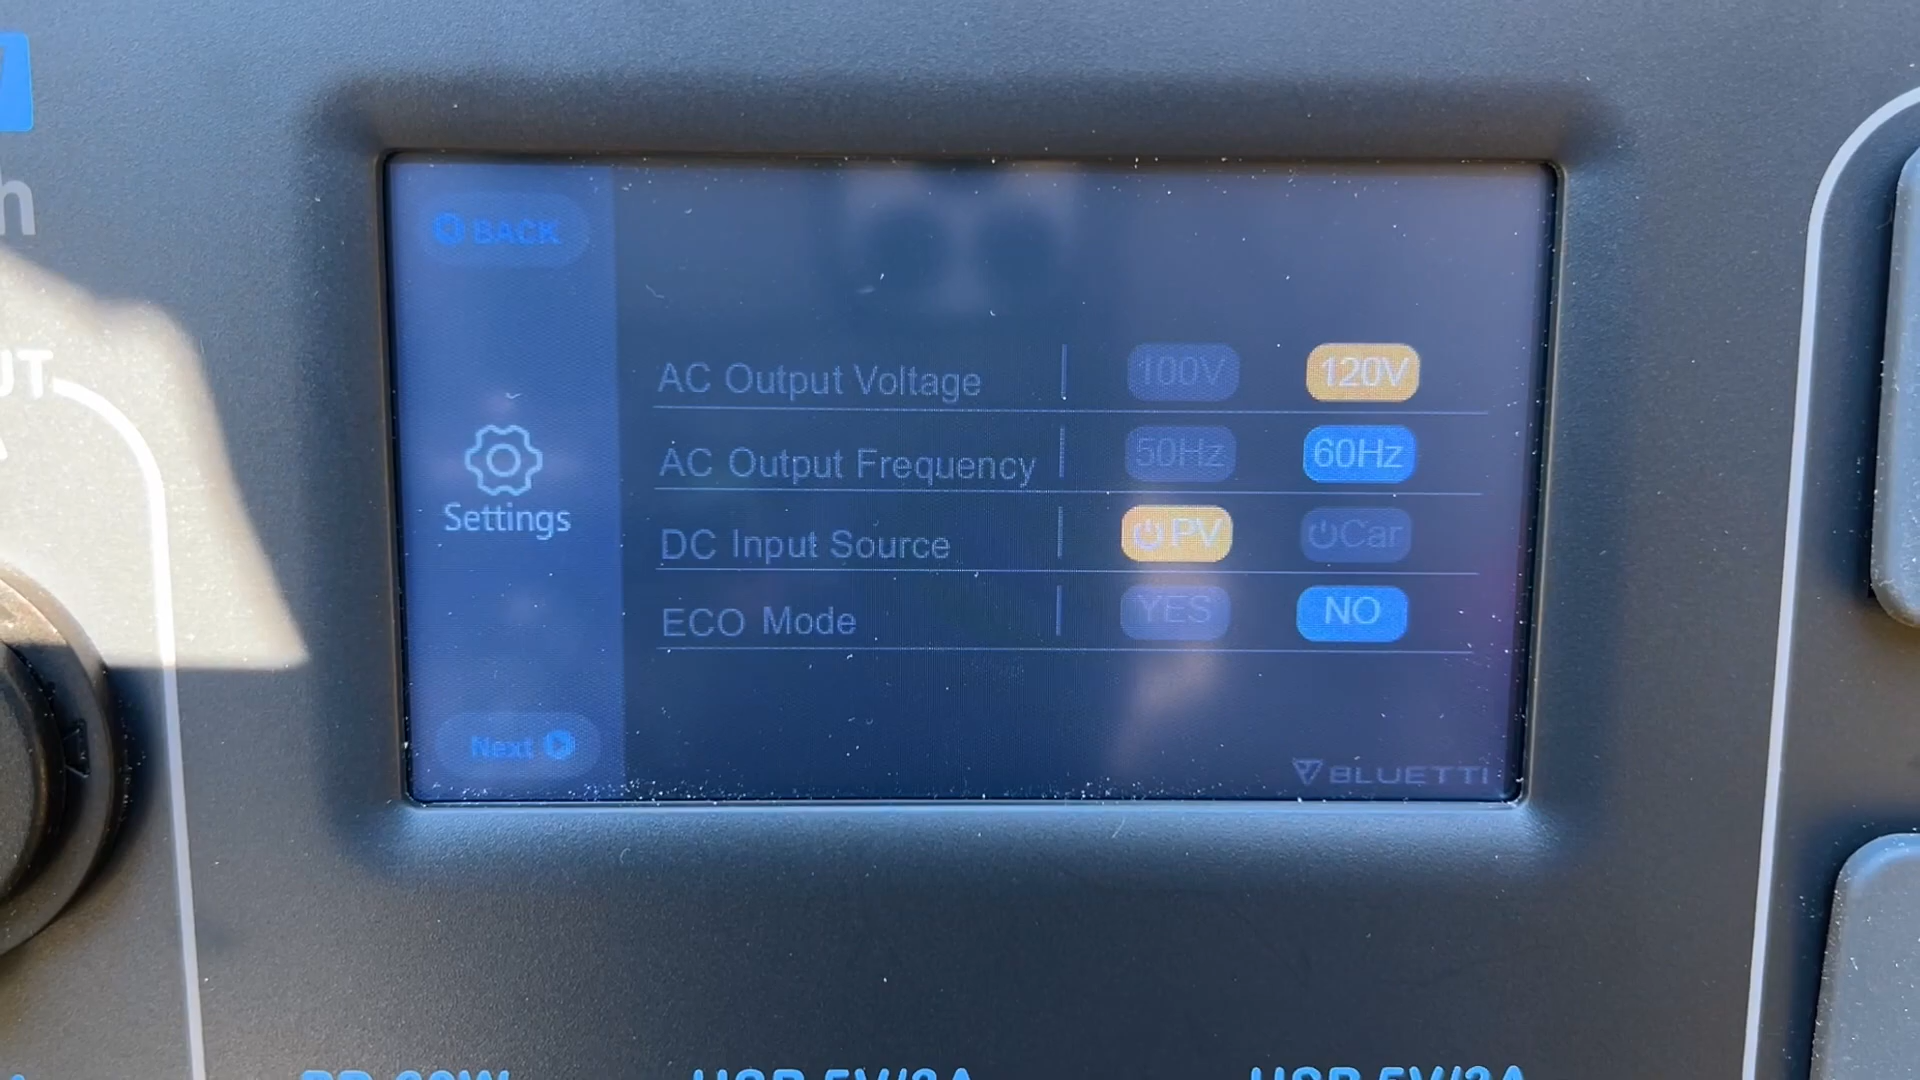 h
UT
BACK
AC Output Voltage 100V 120V
AC Output Frequency 50Hz 60Hz
Settings
DC Input Source PV Car
ECO Mode YES NO
Next
BLUETTI